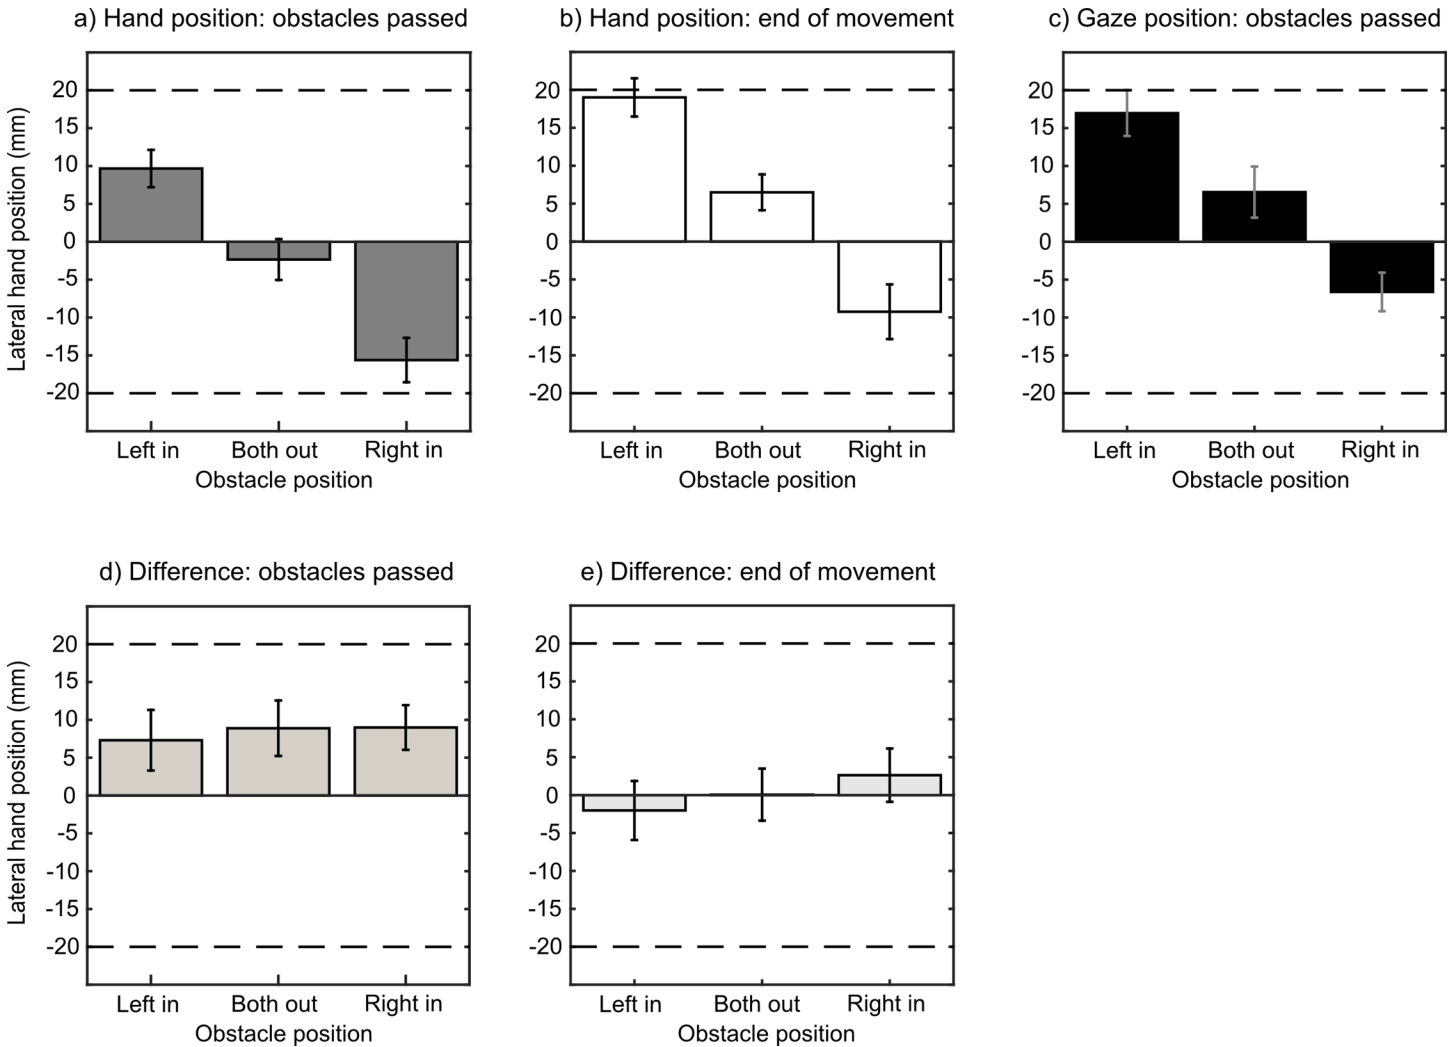 a) Hand position: obstacles passed
b) Hand position: end of movement
c) Gaze position: obstacles passed
Lateral hand position (mm)
20
15
10
5
0
-5
-10
-15
-20
Left in
Both out
Right in
Obstacle position
20
15
10
5
0
-5
-10
-15
-20
Left in
Both out
Right in
Obstacle position
20
15
10
5
0
-5
-10
-15
-20
Left in
Both out
Right in
Obstacle position
d) Difference: obstacles passed
e) Difference: end of movement
Lateral hand position (mm)
20
15
10
5
0
-5
-10
-15
-20
Left in
Both out
Right in
Obstacle position
20
15
10
5
0
-5
-10
-15
-20
Left in
Both out
Right in
Obstacle position